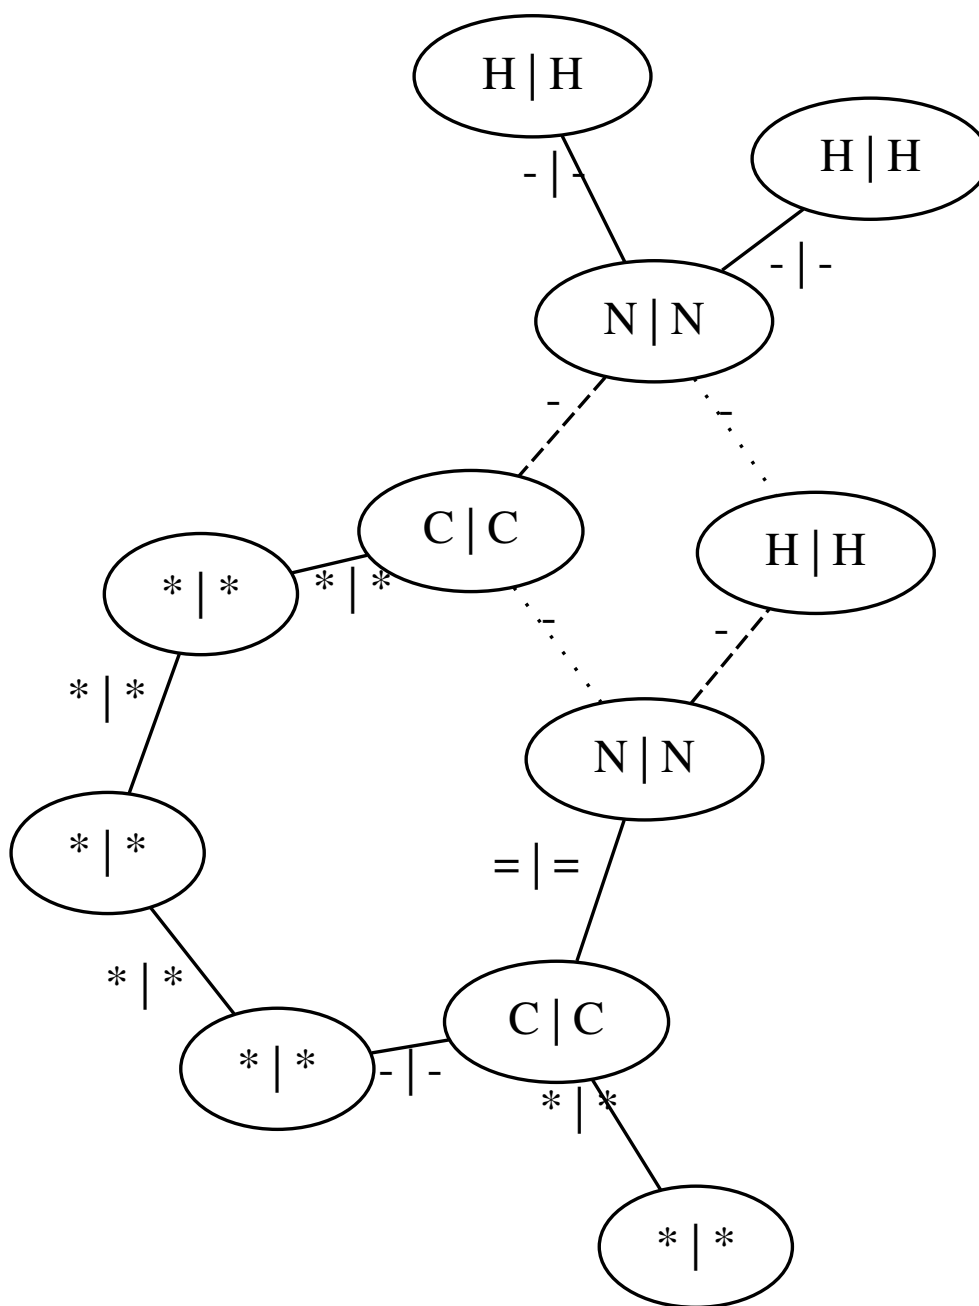 H | H
H | H
- | -
- | -
N | N
-
-
C | C
H | H
* | *
* | *
-
-
* | *
N | N
* | *
= | =
* | *
C | C
* | *
- | -
* | *
* | *